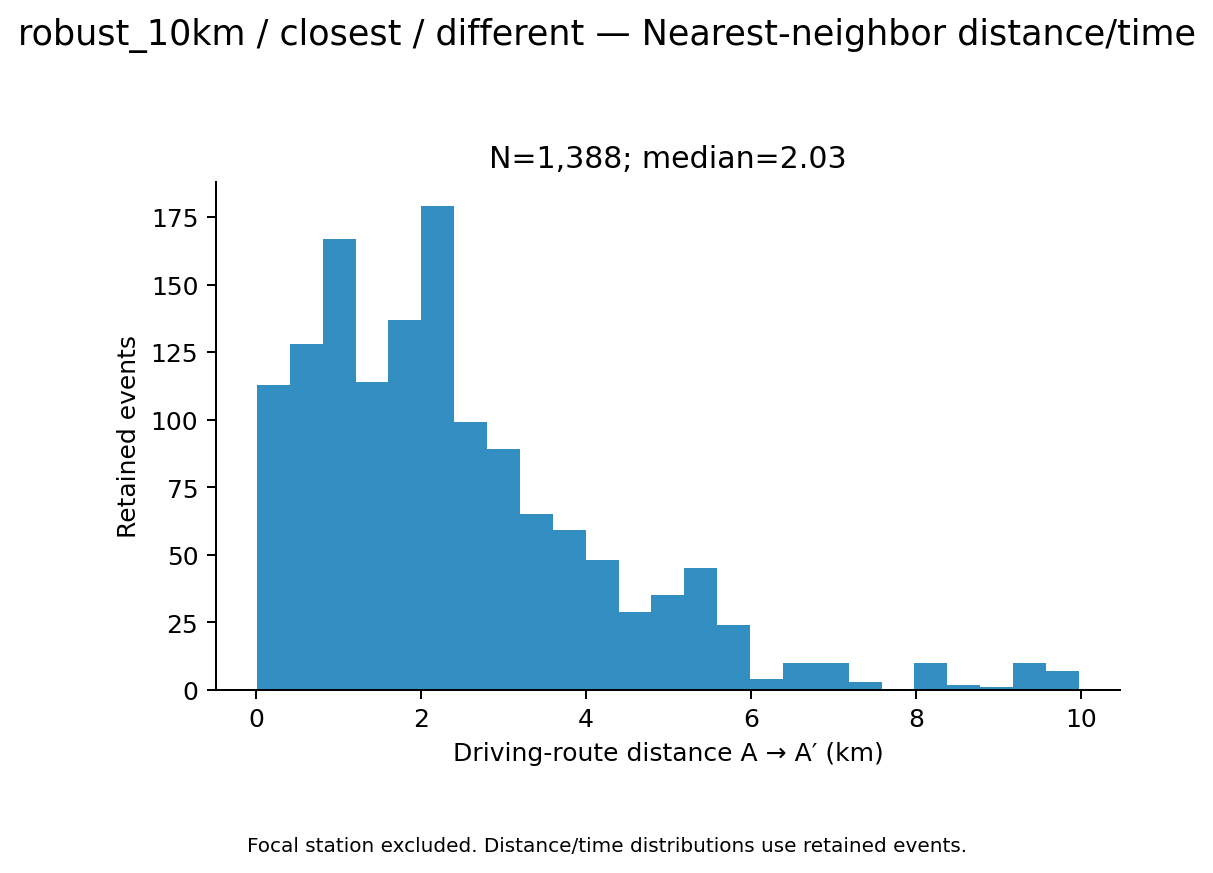 robust_10km / closest / different — Nearest-neighbor distance/time
N=1,388; median=2.03
Retained events
175
150
125
100
75
50
25
0
0 2 4 6 8 10
Driving-route distance A → A′ (km)
Focal station excluded. Distance/time distributions use retained events.